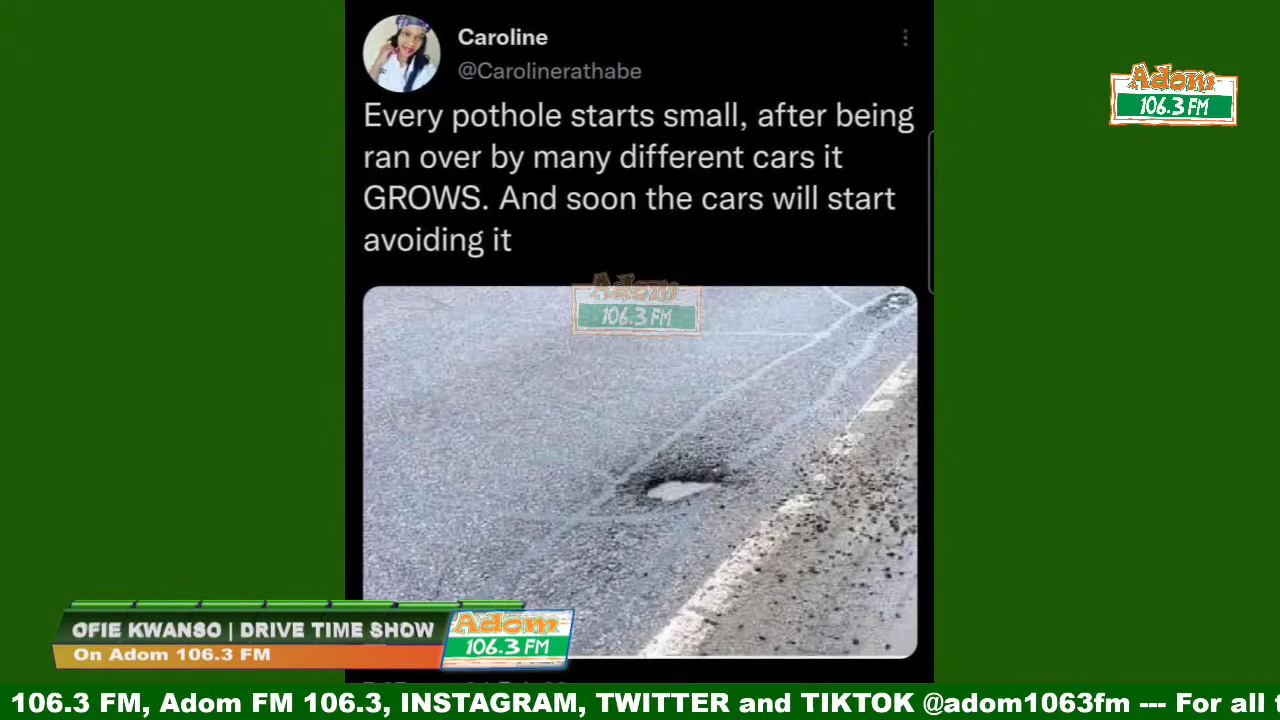 Caroline
@Carolinerathabe
Every pothole starts small, after being
ran over by many different cars it
GROWS. And soon the cars will start
avoiding it
Adom
106.3 FM
Adom
106.3 FM
OFIE KWANSO | DRIVE TIME SHOW
On Adom 106.3 FM
Adom
106.3 FM
106.3 FM, Adom FM 106.3, INSTAGRAM, TWITTER and TIKTOK @adom1063fm --- For all